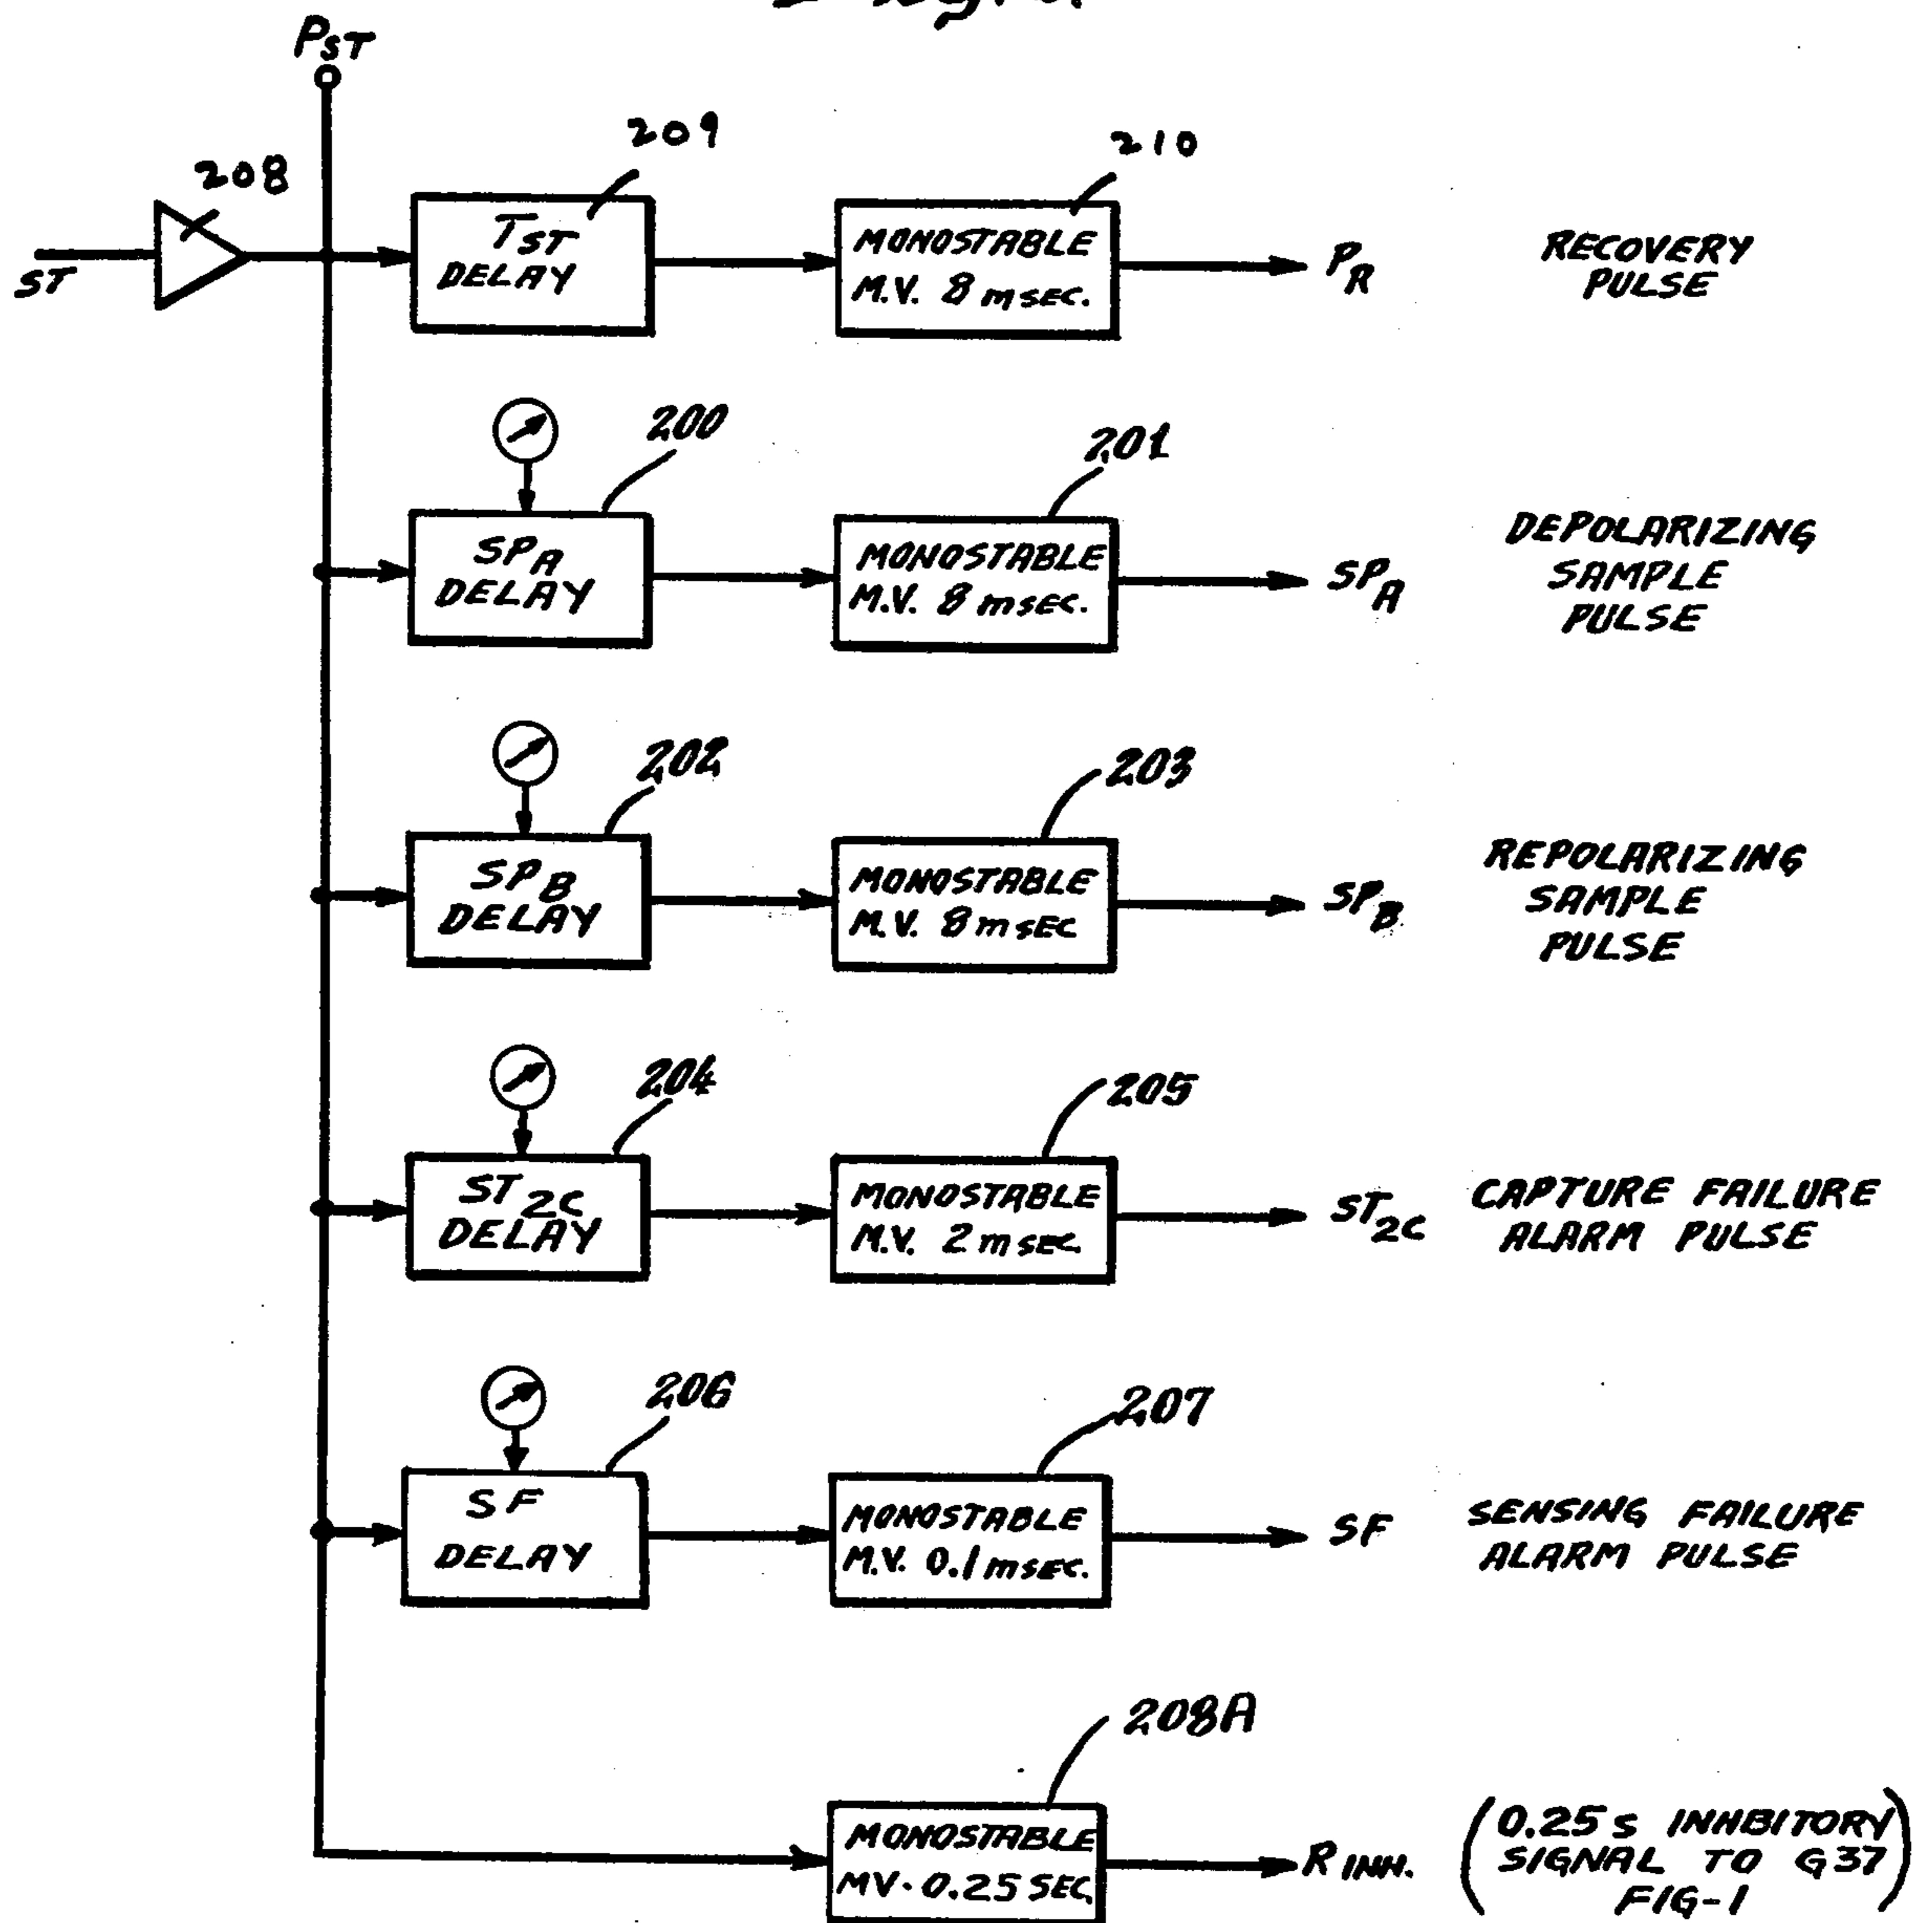 P_ST
208
209
210
ST
T_ST
DELAY
MONOSTABLE
M.V. 8 msec.
P_R
RECOVERY
PULSE
200
201
SP_A
DELAY
MONOSTABLE
M.V. 8 msec.
SP_A
DEPOLARIZING
SAMPLE
PULSE
202
203
SP_B
DELAY
MONOSTABLE
M.V. 8 msec
SP_B
REPOLARIZING
SAMPLE
PULSE
204
205
ST_2C
DELAY
MONOSTABLE
M.V. 2 msec.
ST_2C
CAPTURE FAILURE
ALARM PULSE
206
207
SF
DELAY
MONOSTABLE
M.V. 0.1 msec.
SF
SENSING FAILURE
ALARM PULSE
208A
MONOSTABLE
MV. 0.25 SEC
R INH.
(0.25 s INHBITORY
SIGNAL TO G37
FIG-1)